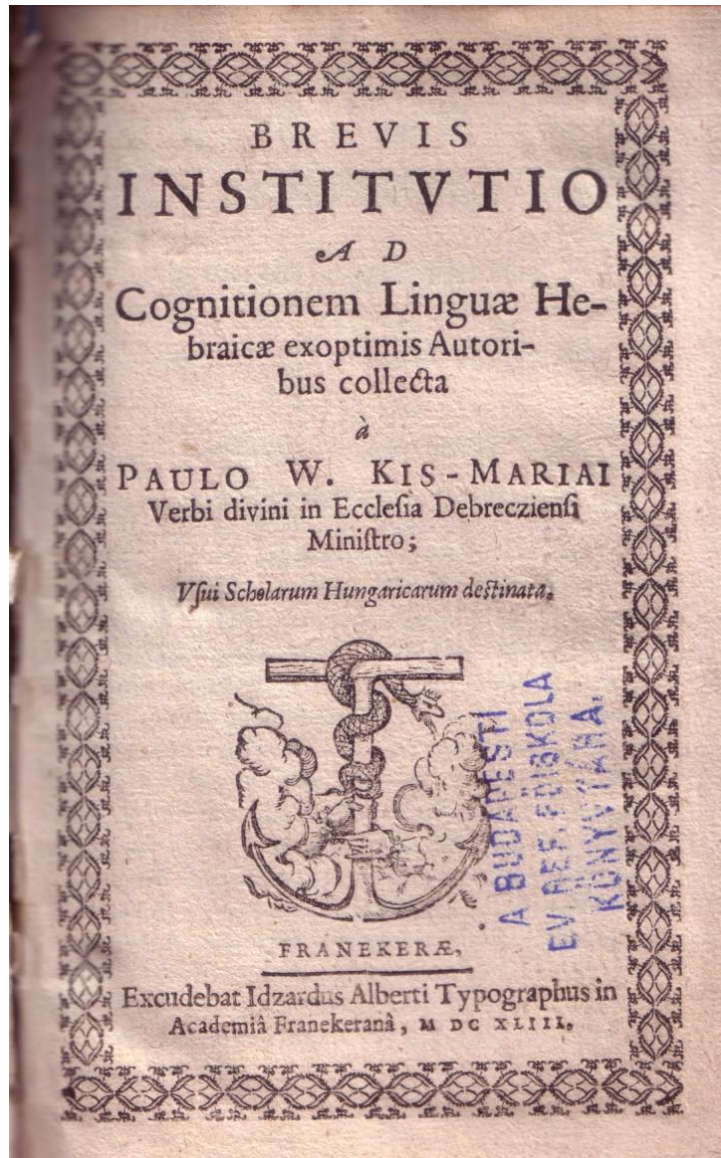 BREVIS
INSTITVTIO
AD
Cognitionem Linguæ He-
braicæ exoptimis Autori-
bus collecta
à
PAULO W. KIS-MARIAI
Verbi divini in Ecclesia Debrecziensi
Ministro;
Vſui Scholarum Hungaricarum destinata.
FRANEKERÆ,
Excudebat Idzardus Alberti Typographus in
Academiâ Franekeranâ, M DC XLIII.
A BUDAPESTI
EV. REF. FŐISKOLA
KÖNYVTÁRA.